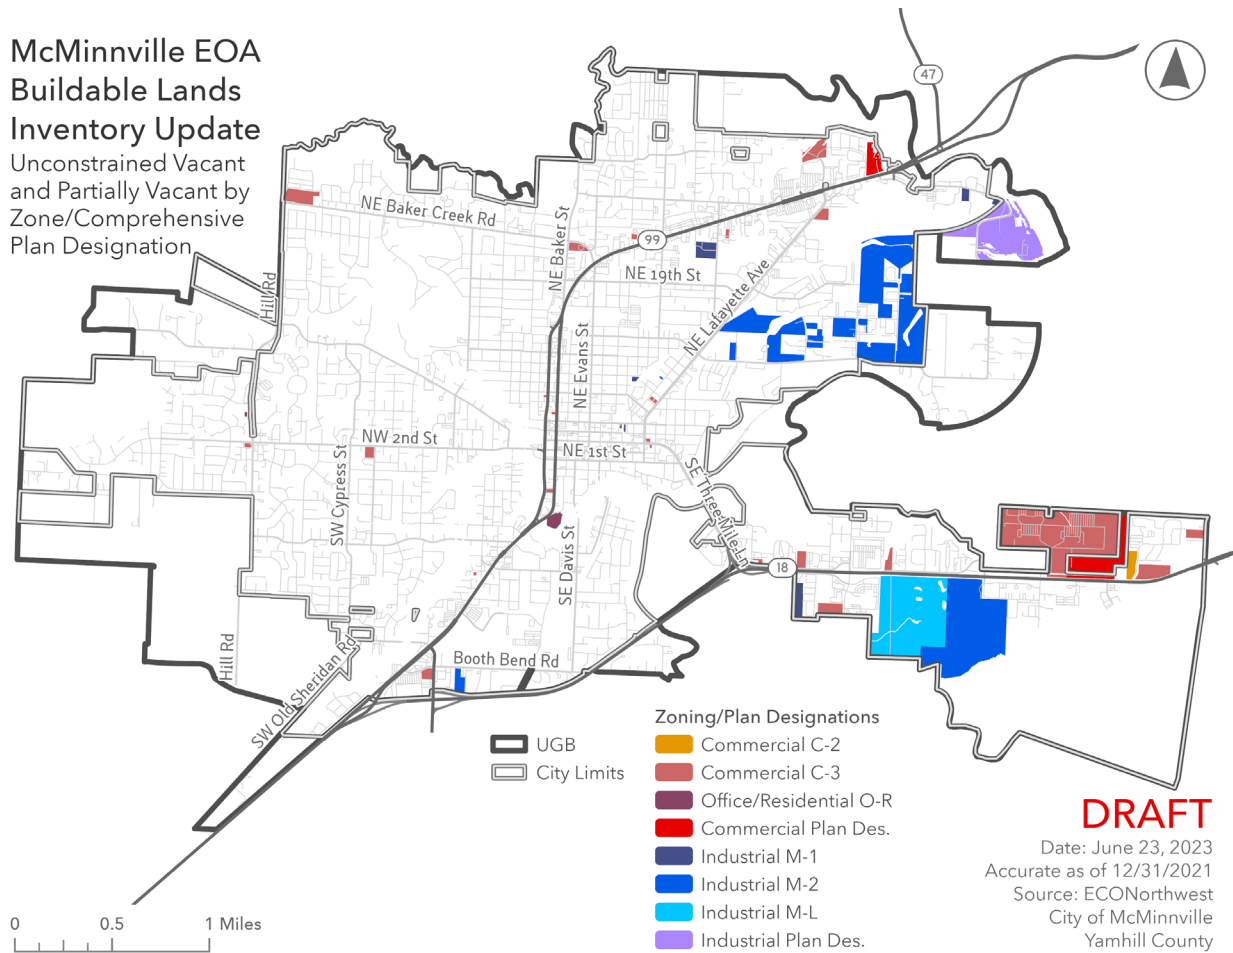 McMinnville EOA
Buildable Lands
Inventory Update
Unconstrained Vacant
and Partially Vacant by
Zone/Comprehensive
Plan Designation
47
NE Baker Creek Rd
NE Baker St
99
NE 19th St
NE Lafayette Ave
Hill Rd
NE Evans St
NW 2nd St
NE 1st St
SW Cypress St
SE Three Mile Ln
SE Davis St
18
Hill Rd
Booth Bend Rd
SW Old Sheridan Rd
UGB
City Limits
Zoning/Plan Designations
Commercial C-2
Commercial C-3
Office/Residential O-R
Commercial Plan Des.
Industrial M-1
Industrial M-2
Industrial M-L
Industrial Plan Des.
DRAFT
Date: June 23, 2023
Accurate as of 12/31/2021
Source: ECONorthwest
City of McMinnville
Yamhill County
0 0.5 1 Miles